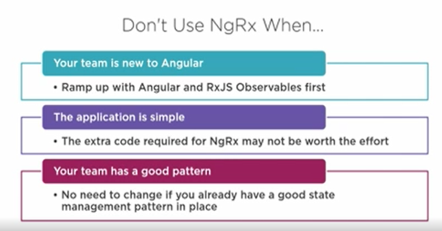 Don't Use NgRx When...
Your team is new to Angular
• Ramp up with Angular and RxJS Observables first
The application is simple
• The extra code required for NgRx may not be worth the effort
Your team has a good pattern
• No need to change if you already have a good state
management pattern in place